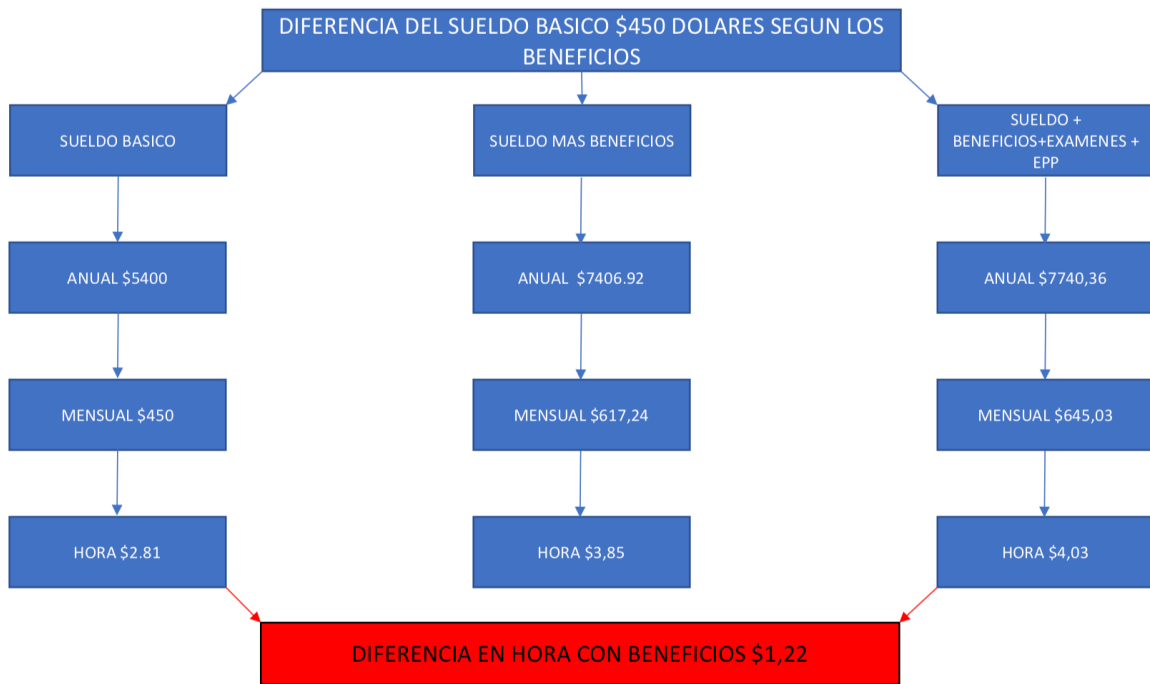 DIFERENCIA DEL SUELDO BASICO $450 DOLARES SEGUN LOS
BENEFICIOS
SUELDO BASICO
SUELDO MAS BENEFICIOS
SUELDO +
BENEFICIOS+EXAMENES +
EPP
ANUAL $5400
ANUAL  $7406.92
ANUAL $7740,36
MENSUAL $450
MENSUAL $617,24
MENSUAL $645,03
HORA $2.81
HORA $3,85
HORA $4,03
DIFERENCIA EN HORA CON BENEFICIOS $1,22